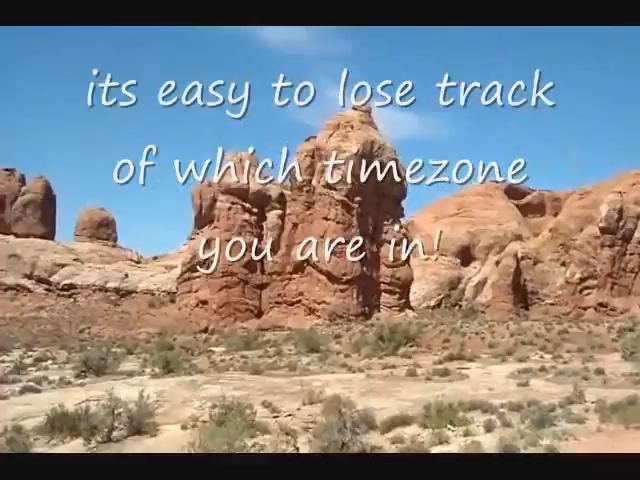 its easy to lose track
of which timezone
you are in!